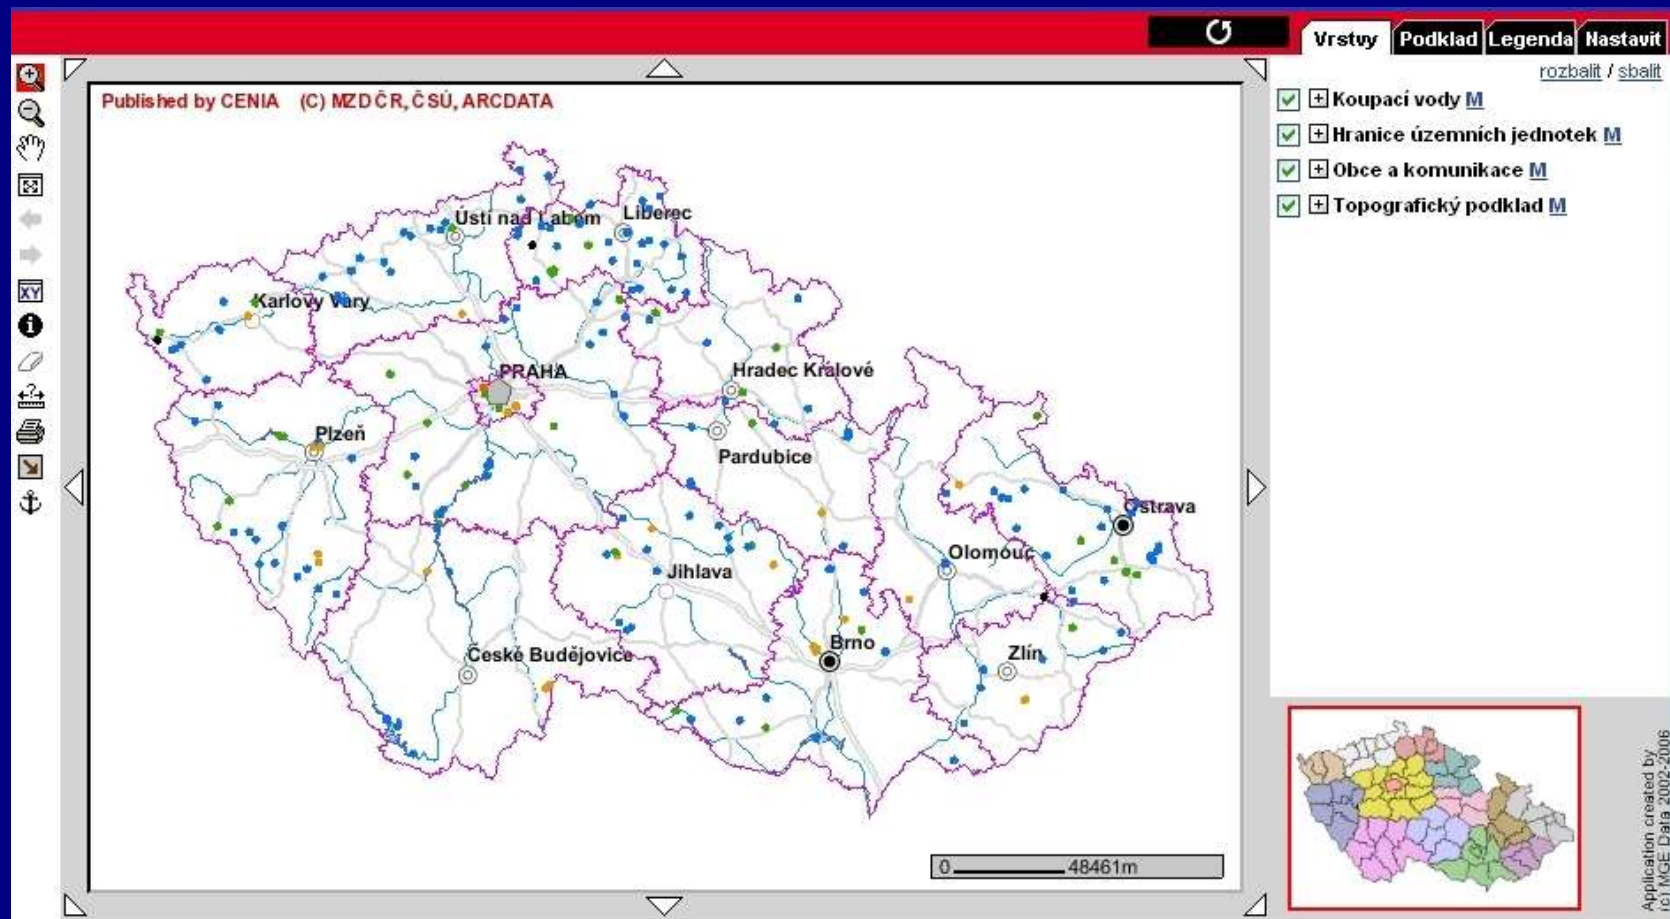 Vrstvy Podklad Legenda Nastavit
rozbalit / sbalit
Published by CENIA (C) MZDČR, ČSÚ, ARCDATA
+ Koupací vody M
+ Hranice územních jednotek M
+ Obce a komunikace M
+ Topografický podklad M
Ústí nad Labem
Liberec
Karlovy Vary
PRAHA
Hradec Králové
Plzeň
Pardubice
Ostrava
Olomouc
Jihlava
Brno
České Budějovice
Zlín
XY
0 48461m
Application created by
(c) MGE Data 2002-2006